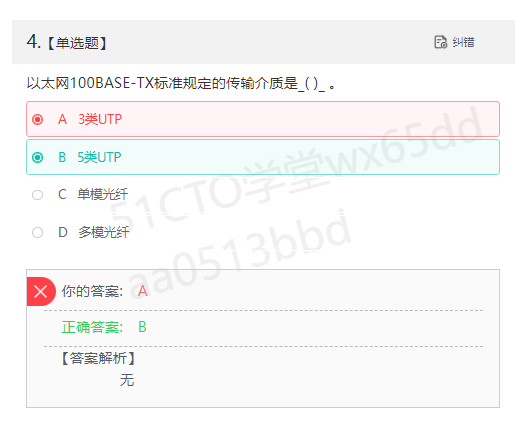 4.【单选题】
纠错
以太网100BASE-TX标准规定的传输介质是_( )_ 。
A 3类UTP
B 5类UTP
C 单模光纤
D 多模光纤
51CTO学堂wx65dd
aa0513bbd
你的答案: A
正确答案: B
【答案解析】
无